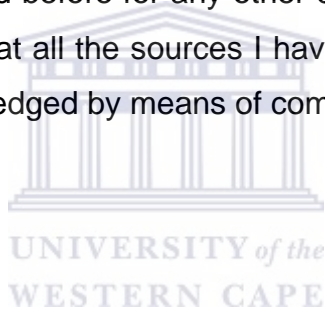 before for any other
at all the sources I hav
edged by means of com
UNIVERSITY of the
WESTERN CAPE